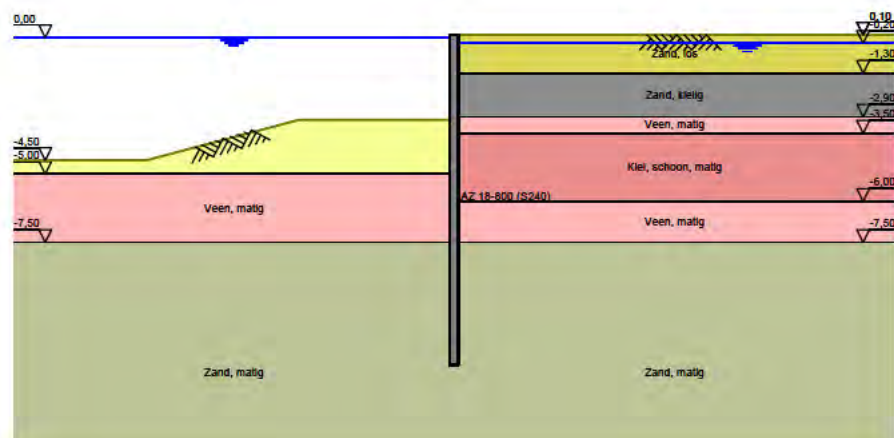 0,00
0,10
-0,20
Zand, los
-1,30
Zand, kleiig
-2,90
Veen, matig
-3,50
-4,50
-5,00
Klei, schoon, matig
AZ 18-800 (S240)
-6,00
Veen, matig
Veen, matig
-7,50
-7,50
Zand, matig
Zand, matig